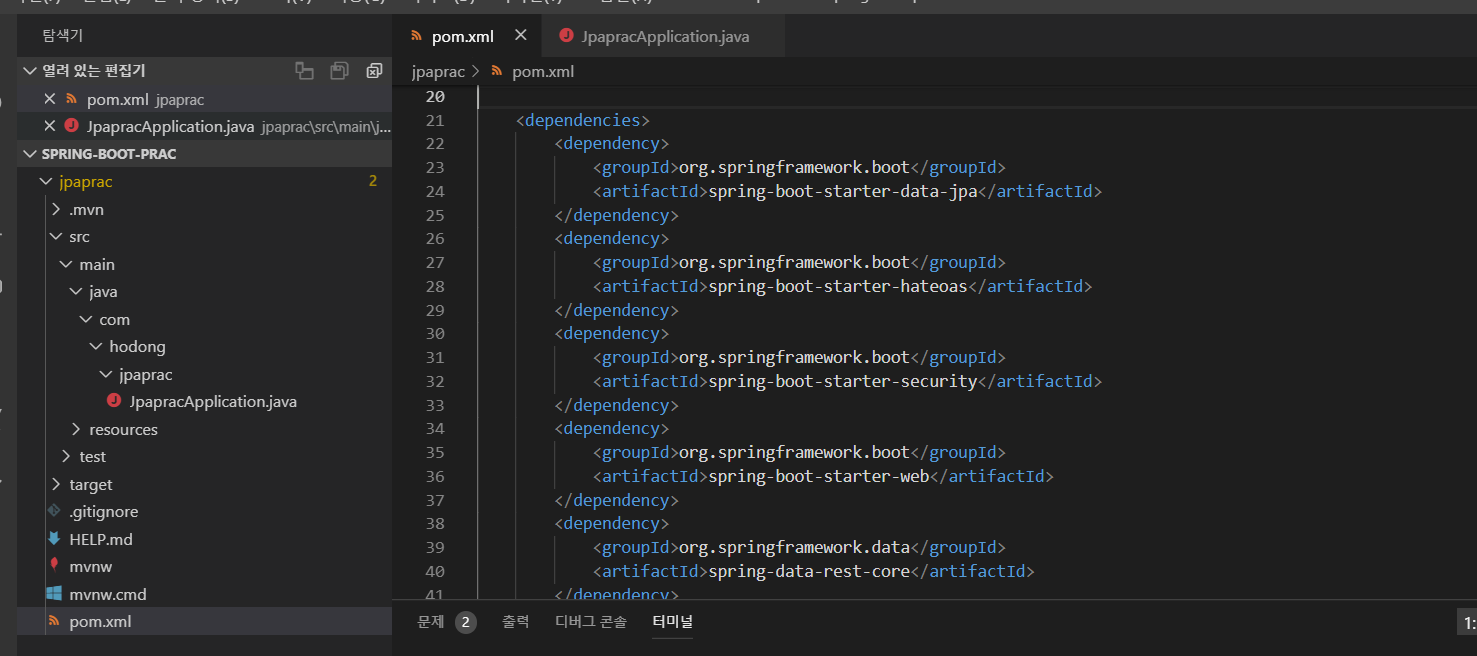 탐색기
열려 있는 편집기
pom.xml jpaprac
JpapracApplication.java jpaprac\src\main\j...
SPRING-BOOT-PRAC
jpaprac 2
.mvn
src
main
java
com
hodong
jpaprac
JpapracApplication.java
resources
test
target
.gitignore
HELP.md
mvnw
mvnw.cmd
pom.xml
pom.xml JpapracApplication.java
jpaprac > pom.xml
20
21 <dependencies>
22 <dependency>
23 <groupId>org.springframework.boot</groupId>
24 <artifactId>spring-boot-starter-data-jpa</artifactId>
25 </dependency>
26 <dependency>
27 <groupId>org.springframework.boot</groupId>
28 <artifactId>spring-boot-starter-hateoas</artifactId>
29 </dependency>
30 <dependency>
31 <groupId>org.springframework.boot</groupId>
32 <artifactId>spring-boot-starter-security</artifactId>
33 </dependency>
34 <dependency>
35 <groupId>org.springframework.boot</groupId>
36 <artifactId>spring-boot-starter-web</artifactId>
37 </dependency>
38 <dependency>
39 <groupId>org.springframework.data</groupId>
40 <artifactId>spring-data-rest-core</artifactId>
41 </dependency>
문제 2 출력 디버그 콘솔 터미널 1: